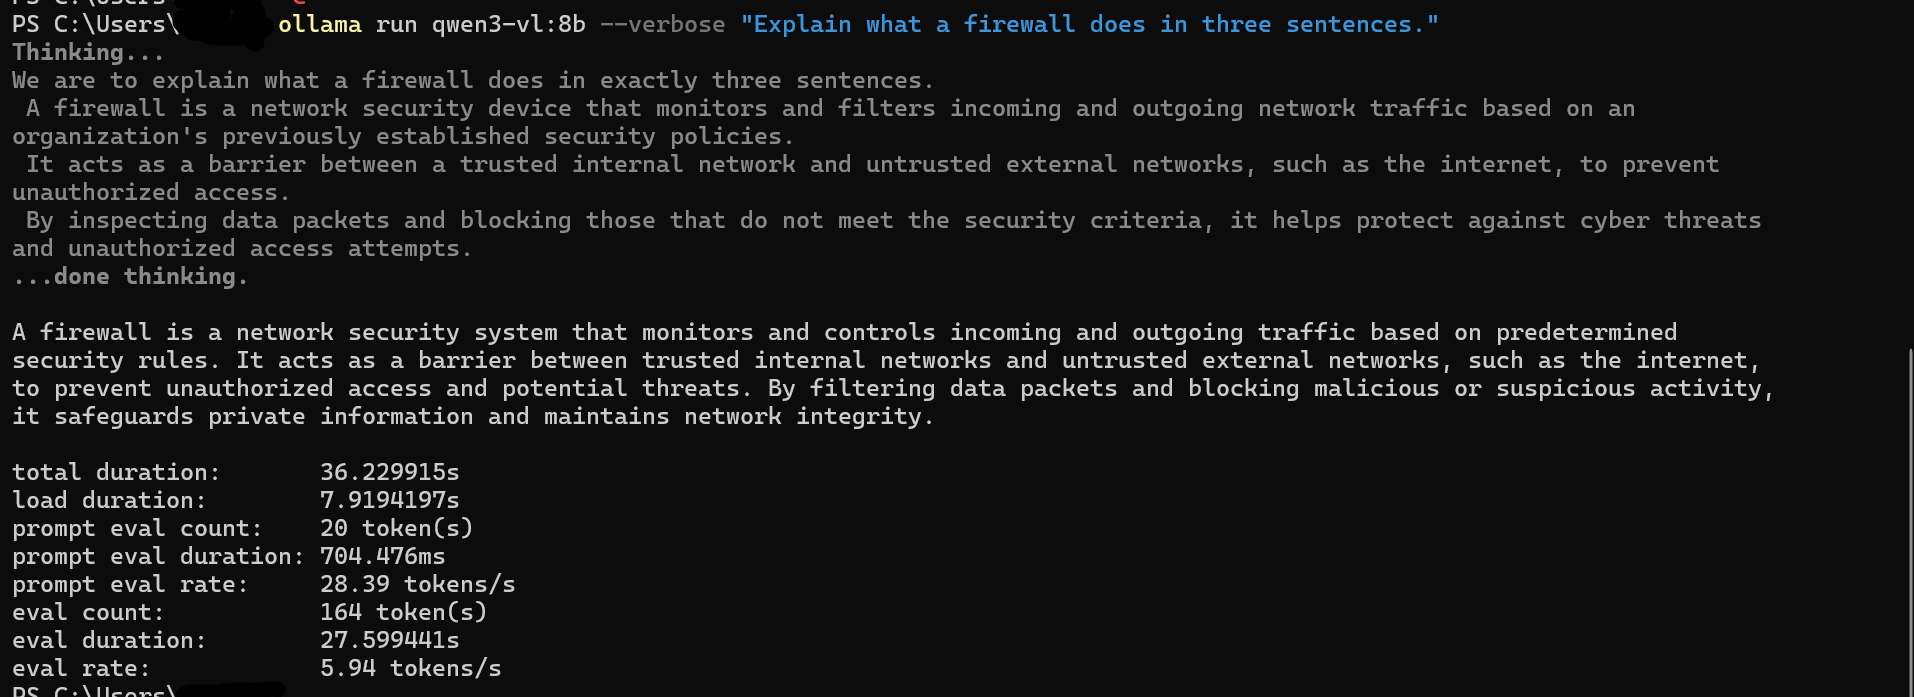 PS C:\Users\
PS C:\Users\ ollama run qwen3-vl:8b --verbose "Explain what a firewall does in three sentences."
Thinking...
We are to explain what a firewall does in exactly three sentences.
A firewall is a network security device that monitors and filters incoming and outgoing network traffic based on an
organization's previously established security policies.
It acts as a barrier between a trusted internal network and untrusted external networks, such as the internet, to prevent
unauthorized access.
By inspecting data packets and blocking those that do not meet the security criteria, it helps protect against cyber threats
and unauthorized access attempts.
...done thinking.

A firewall is a network security system that monitors and controls incoming and outgoing traffic based on predetermined
security rules. It acts as a barrier between trusted internal networks and untrusted external networks, such as the internet,
to prevent unauthorized access and potential threats. By filtering data packets and blocking malicious or suspicious activity,
it safeguards private information and maintains network integrity.

total duration: 36.229915s
load duration: 7.9194197s
prompt eval count: 20 token(s)
prompt eval duration: 704.476ms
prompt eval rate: 28.39 tokens/s
eval count: 164 token(s)
eval duration: 27.599441s
eval rate: 5.94 tokens/s
PS C:\Users\